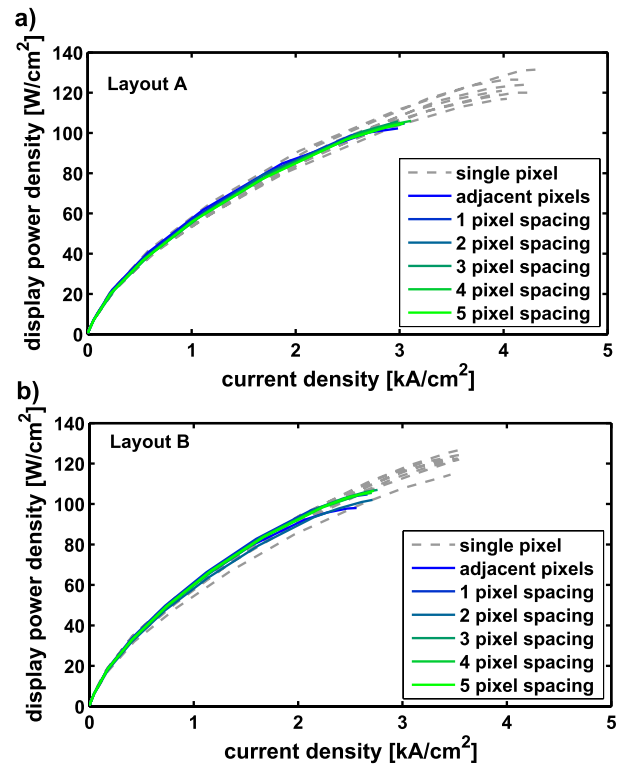 a)
display power density [W/cm²]
140
120
100
80
60
40
20
0
Layout A
single pixel
adjacent pixels
1 pixel spacing
2 pixel spacing
3 pixel spacing
4 pixel spacing
5 pixel spacing
0 1 2 3 4 5
current density [kA/cm²]
b)
display power density [W/cm²]
140
120
100
80
60
40
20
0
Layout B
single pixel
adjacent pixels
1 pixel spacing
2 pixel spacing
3 pixel spacing
4 pixel spacing
5 pixel spacing
0 1 2 3 4 5
current density [kA/cm²]